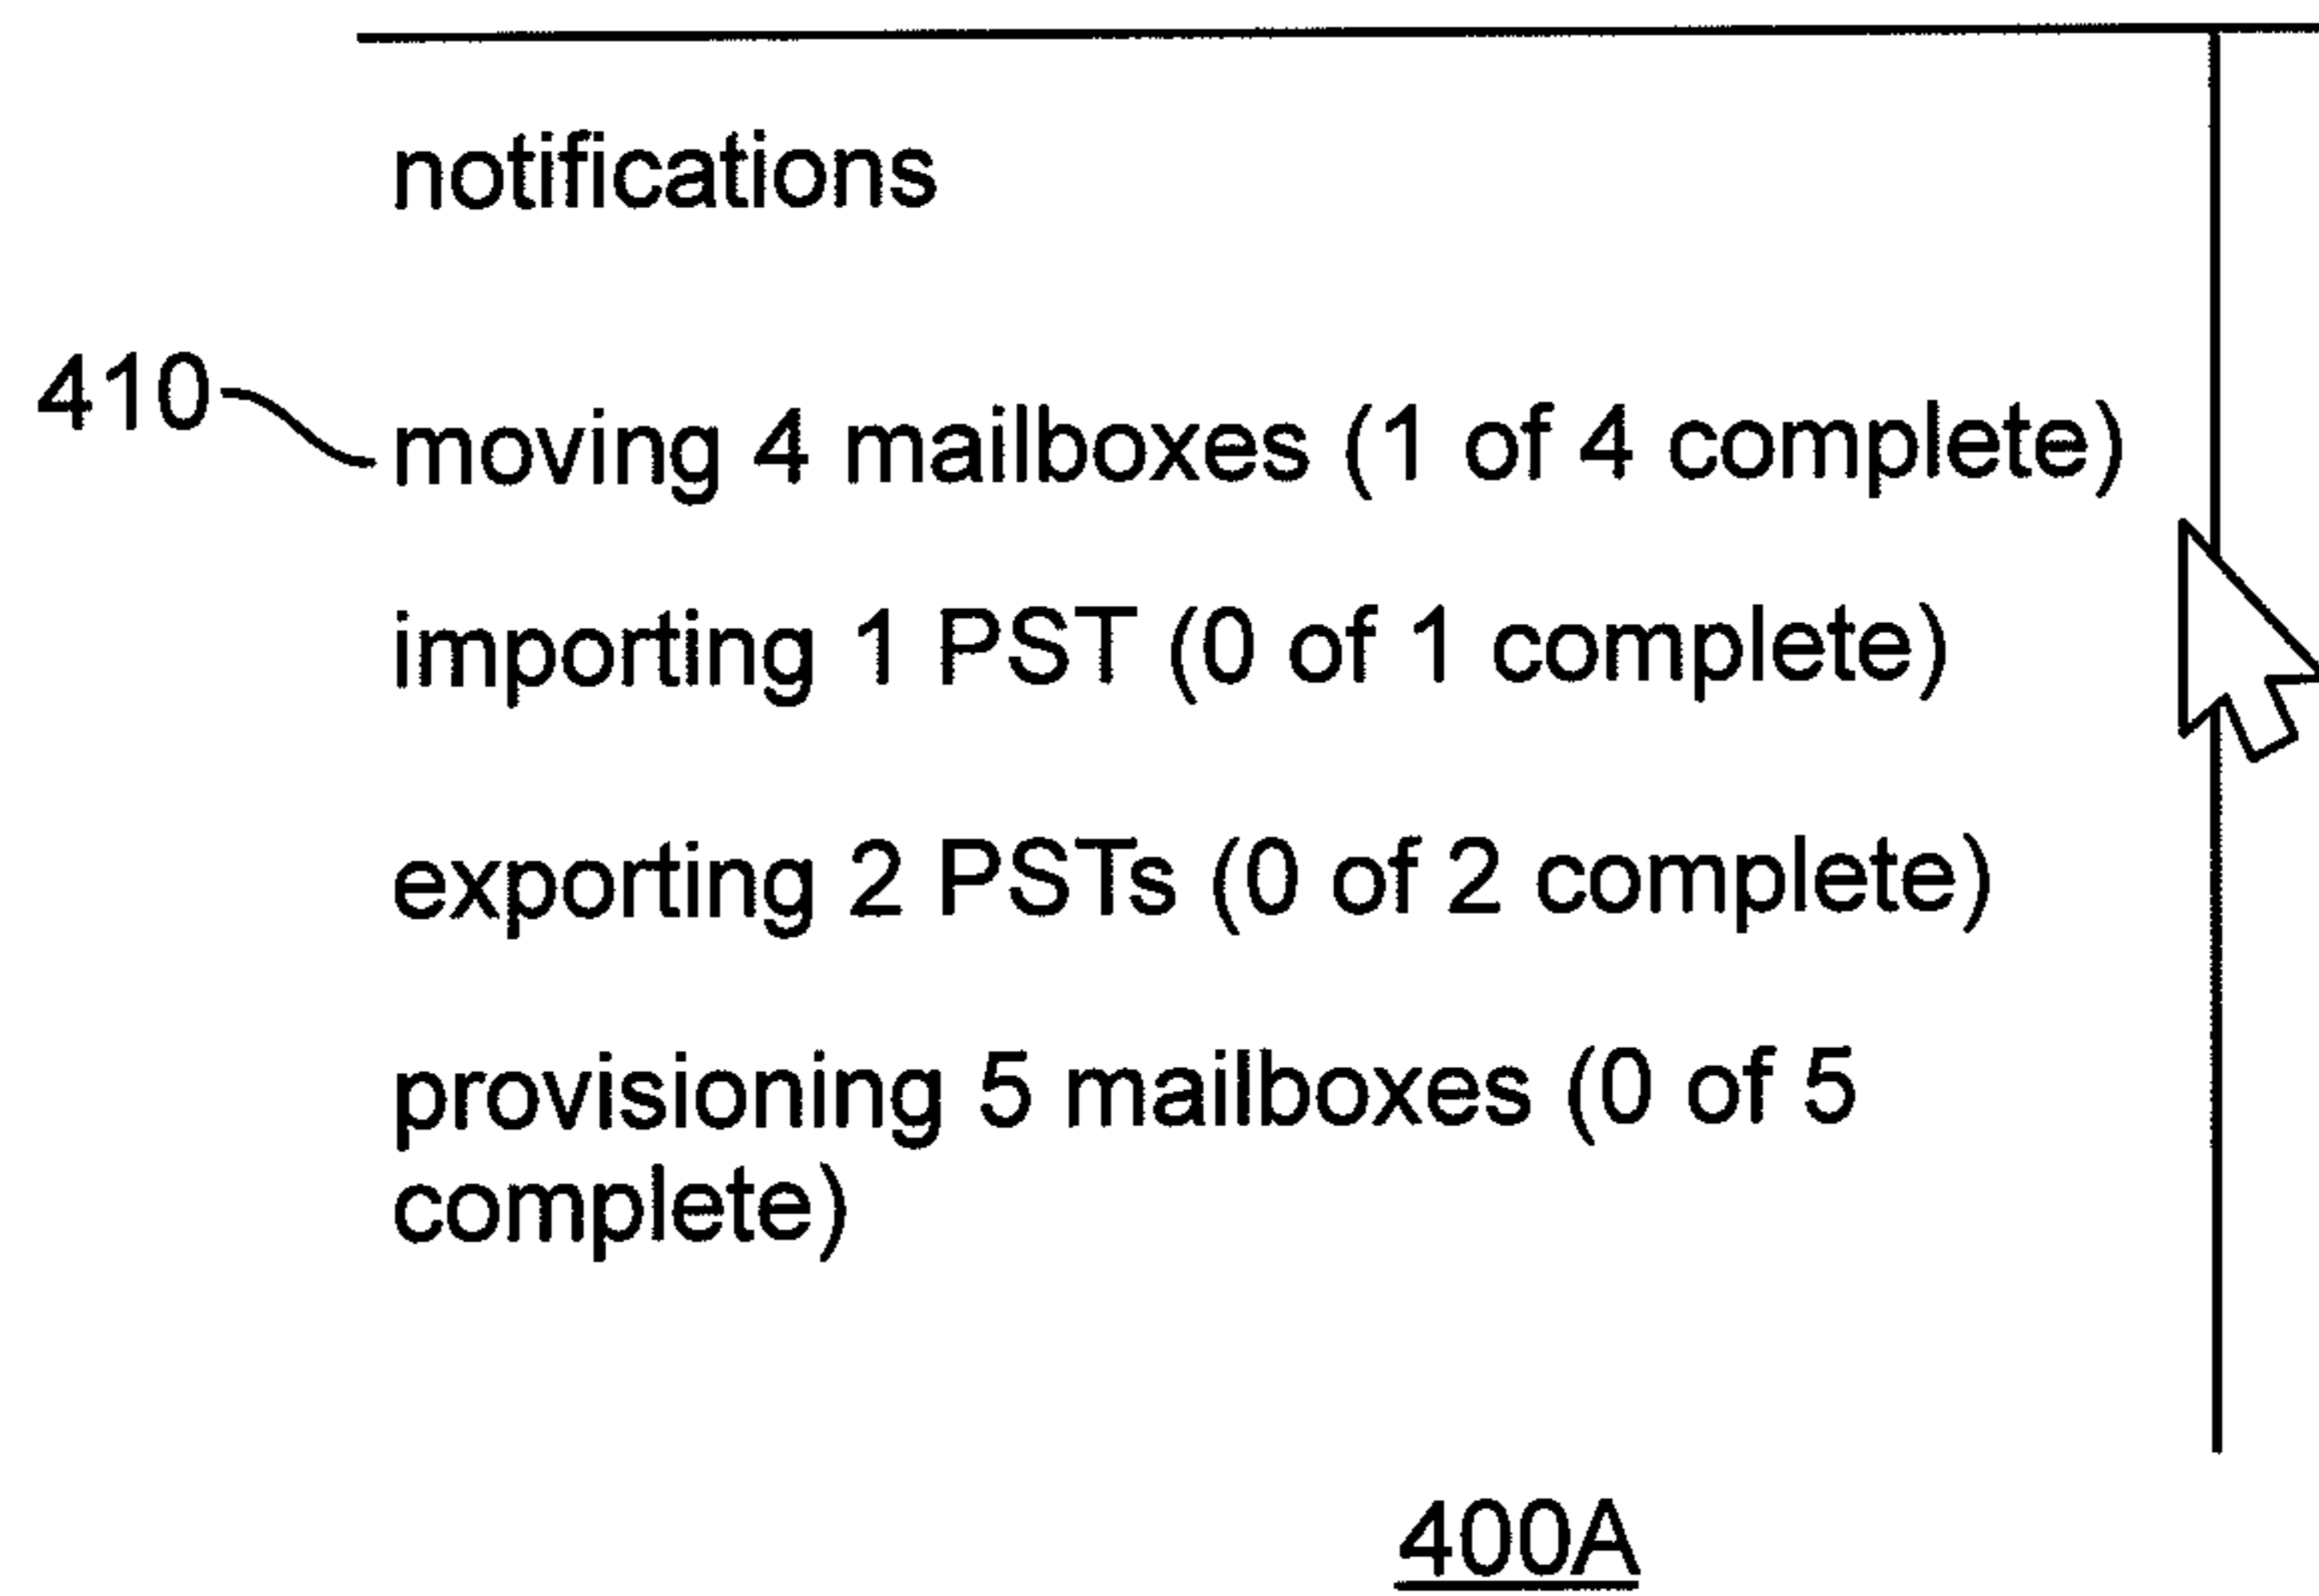 notifications
410
moving 4 mailboxes (1 of 4 complete)
importing 1 PST (0 of 1 complete)
exporting 2 PSTs (0 of 2 complete)
provisioning 5 mailboxes (0 of 5
complete)
400A